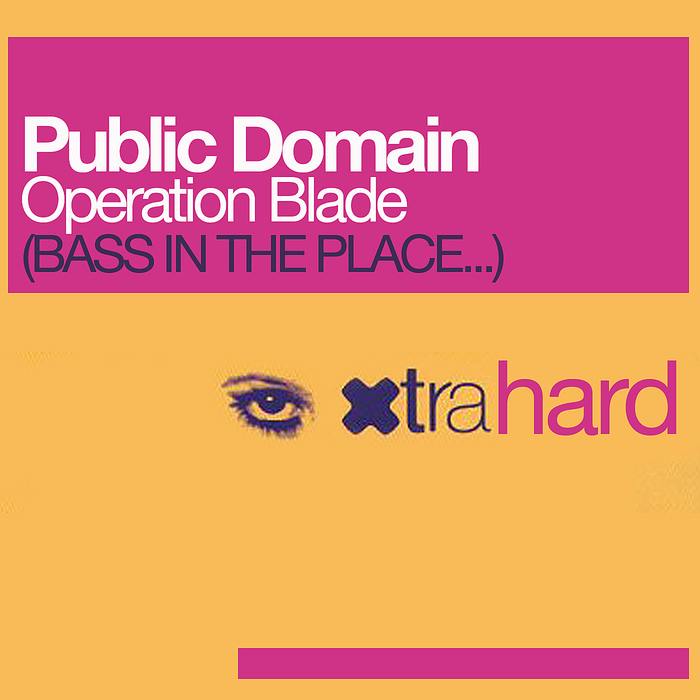 Public Domain
Operation Blade
(BASS IN THE PLACE...)
xtrahard